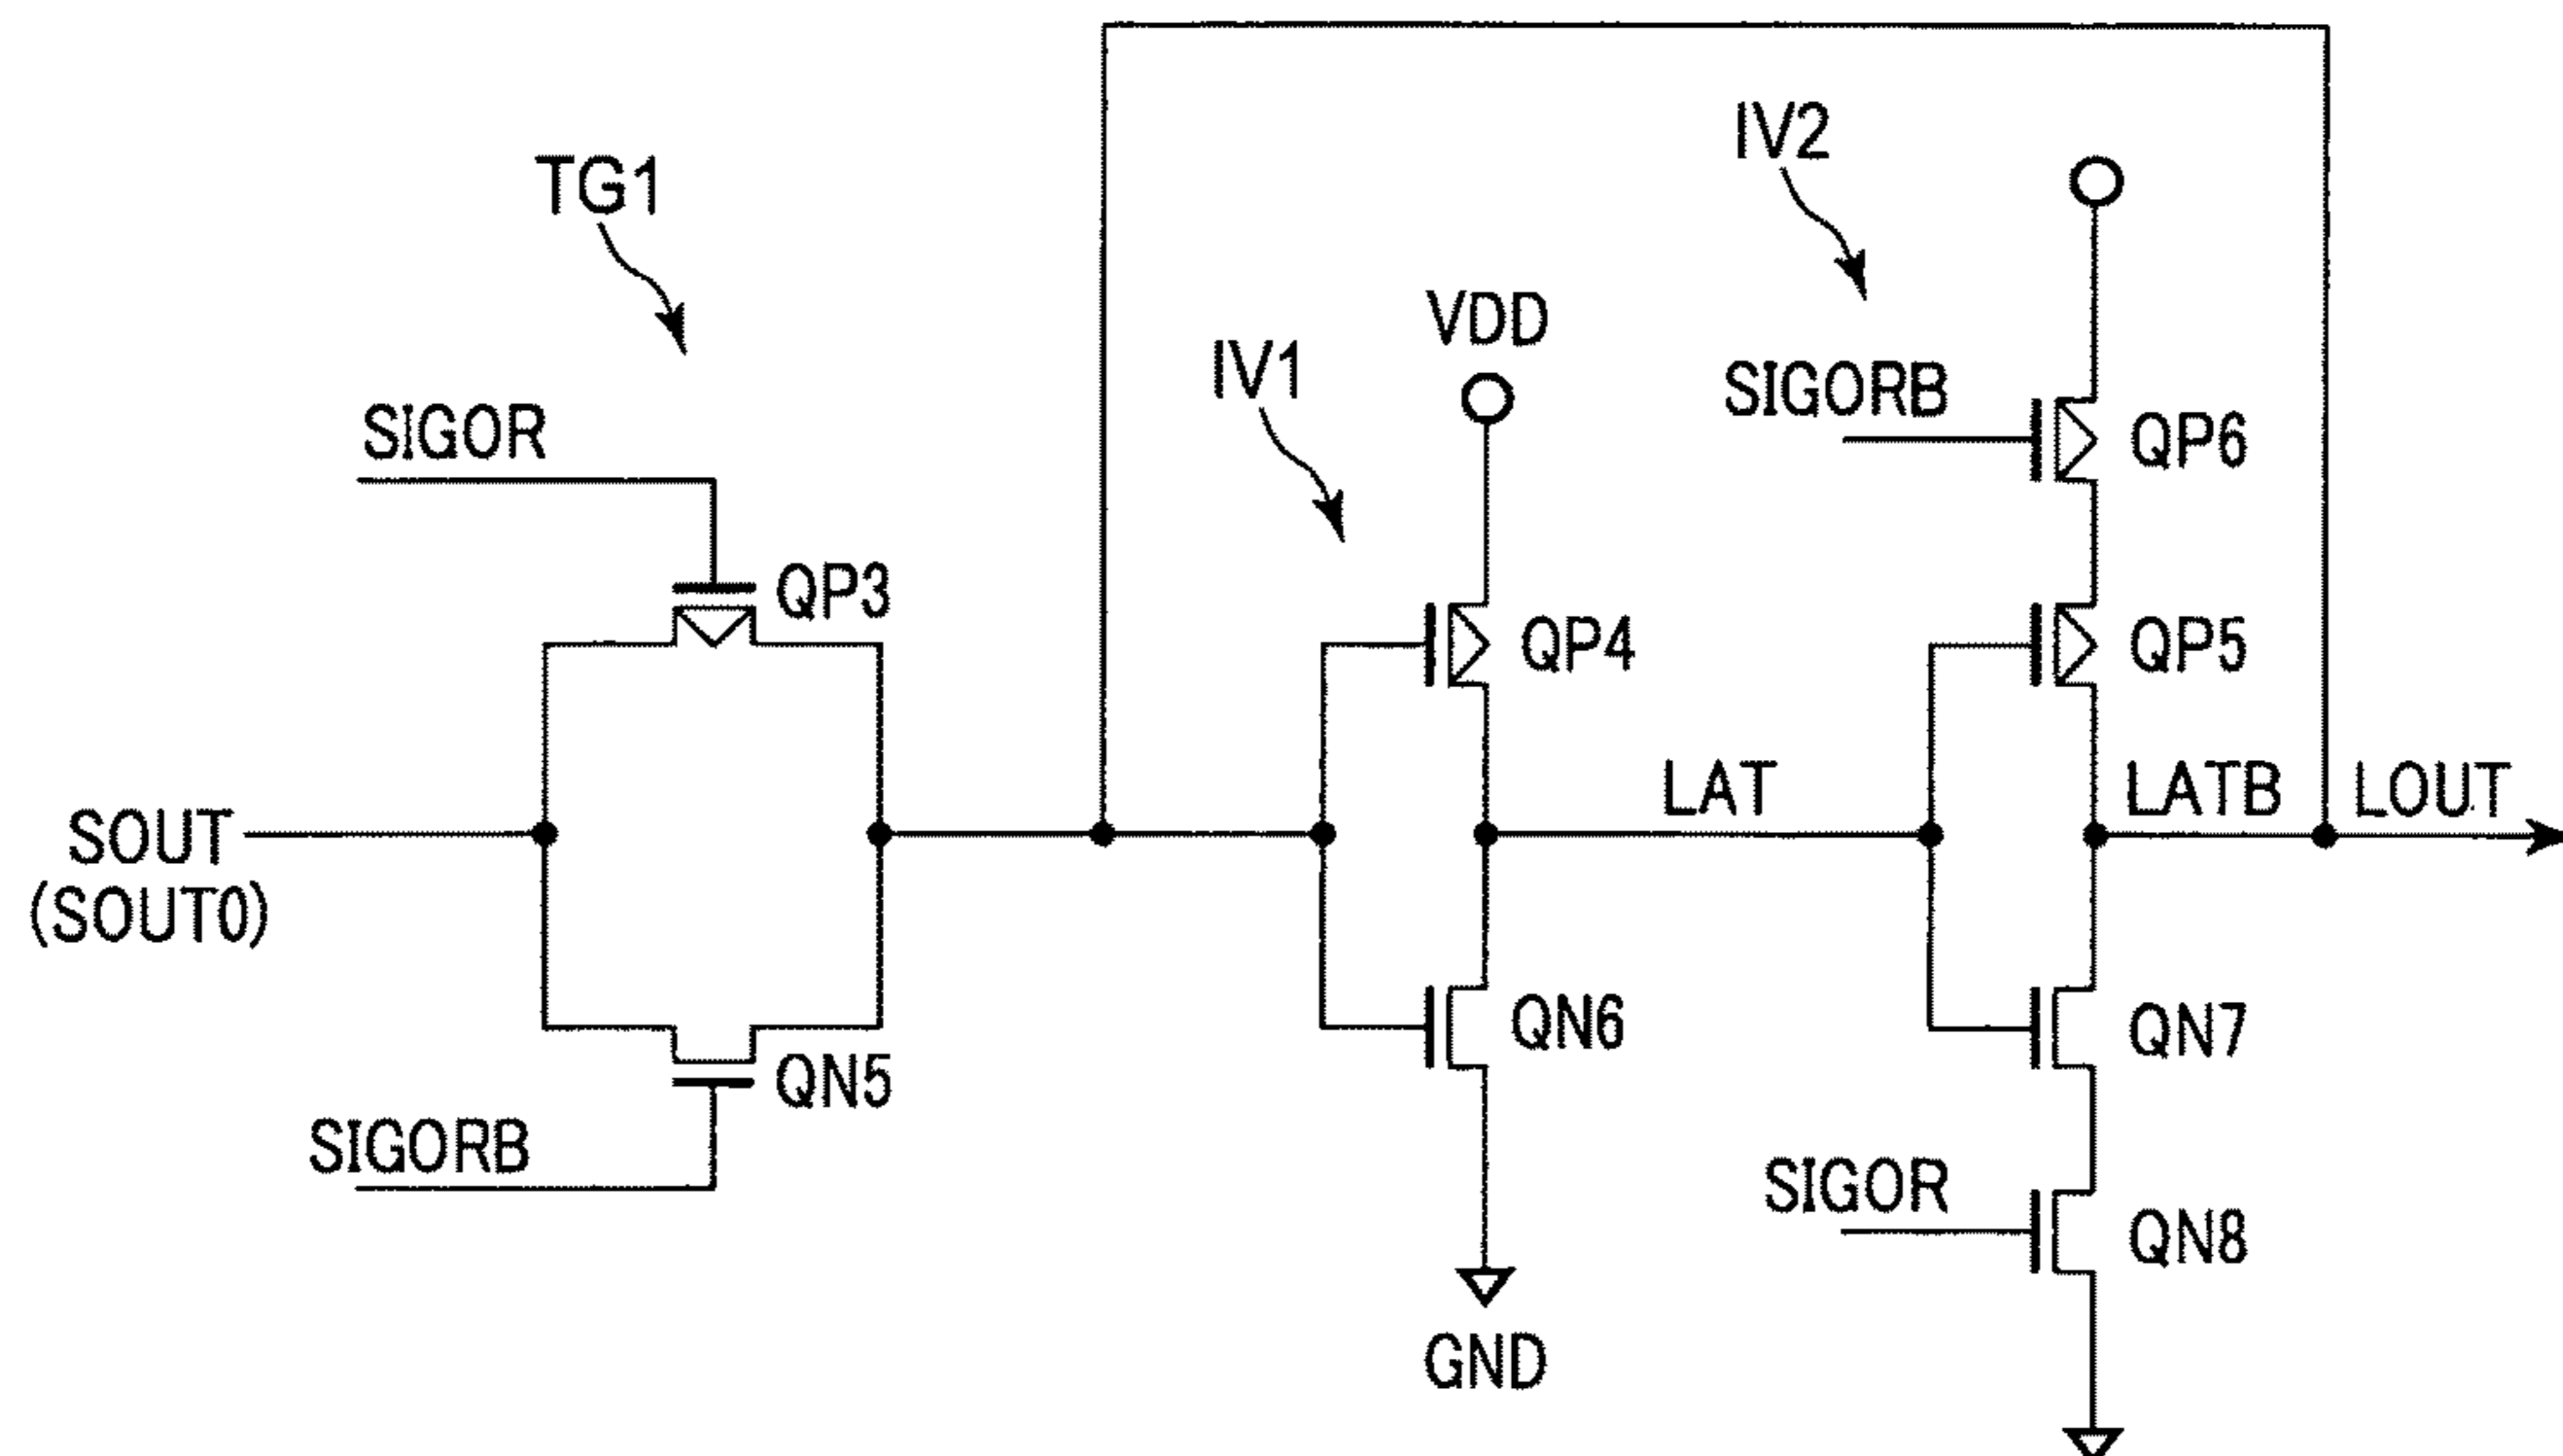 TG1
IV2
IV1
VDD
SIGORB
SIGOR
QP6
QP3
QP4
QP5
SOUT
(SOUT0)
LAT
LATB
LOUT
QN5
QN6
QN7
SIGORB
SIGOR
QN8
GND